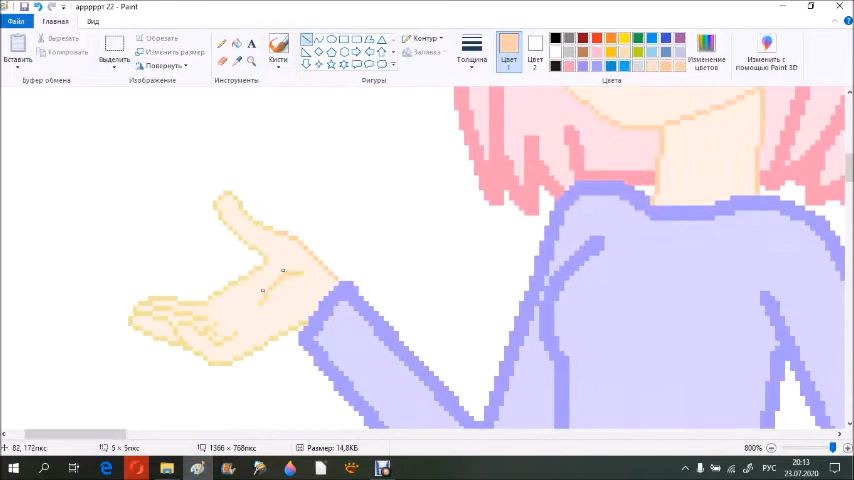 арррррт 22 - Paint
Файл
Главная
Вид
Вставить
Вырезать
Копировать
Буфер обмена
Выделить
Обрезать
Изменить размер
Повернуть
Изображение
A
Инструменты
Кисти
Фигуры
Контур
Заливка
Толщина
Цвет 1
Цвет 2
Цвета
Изменение цветов
Изменить с помощью Paint 3D
82, 172пкс
5 × 5пкс
1366 × 768пкс
Размер: 14,8КБ
800%
РУС
20:13
23.07.2020